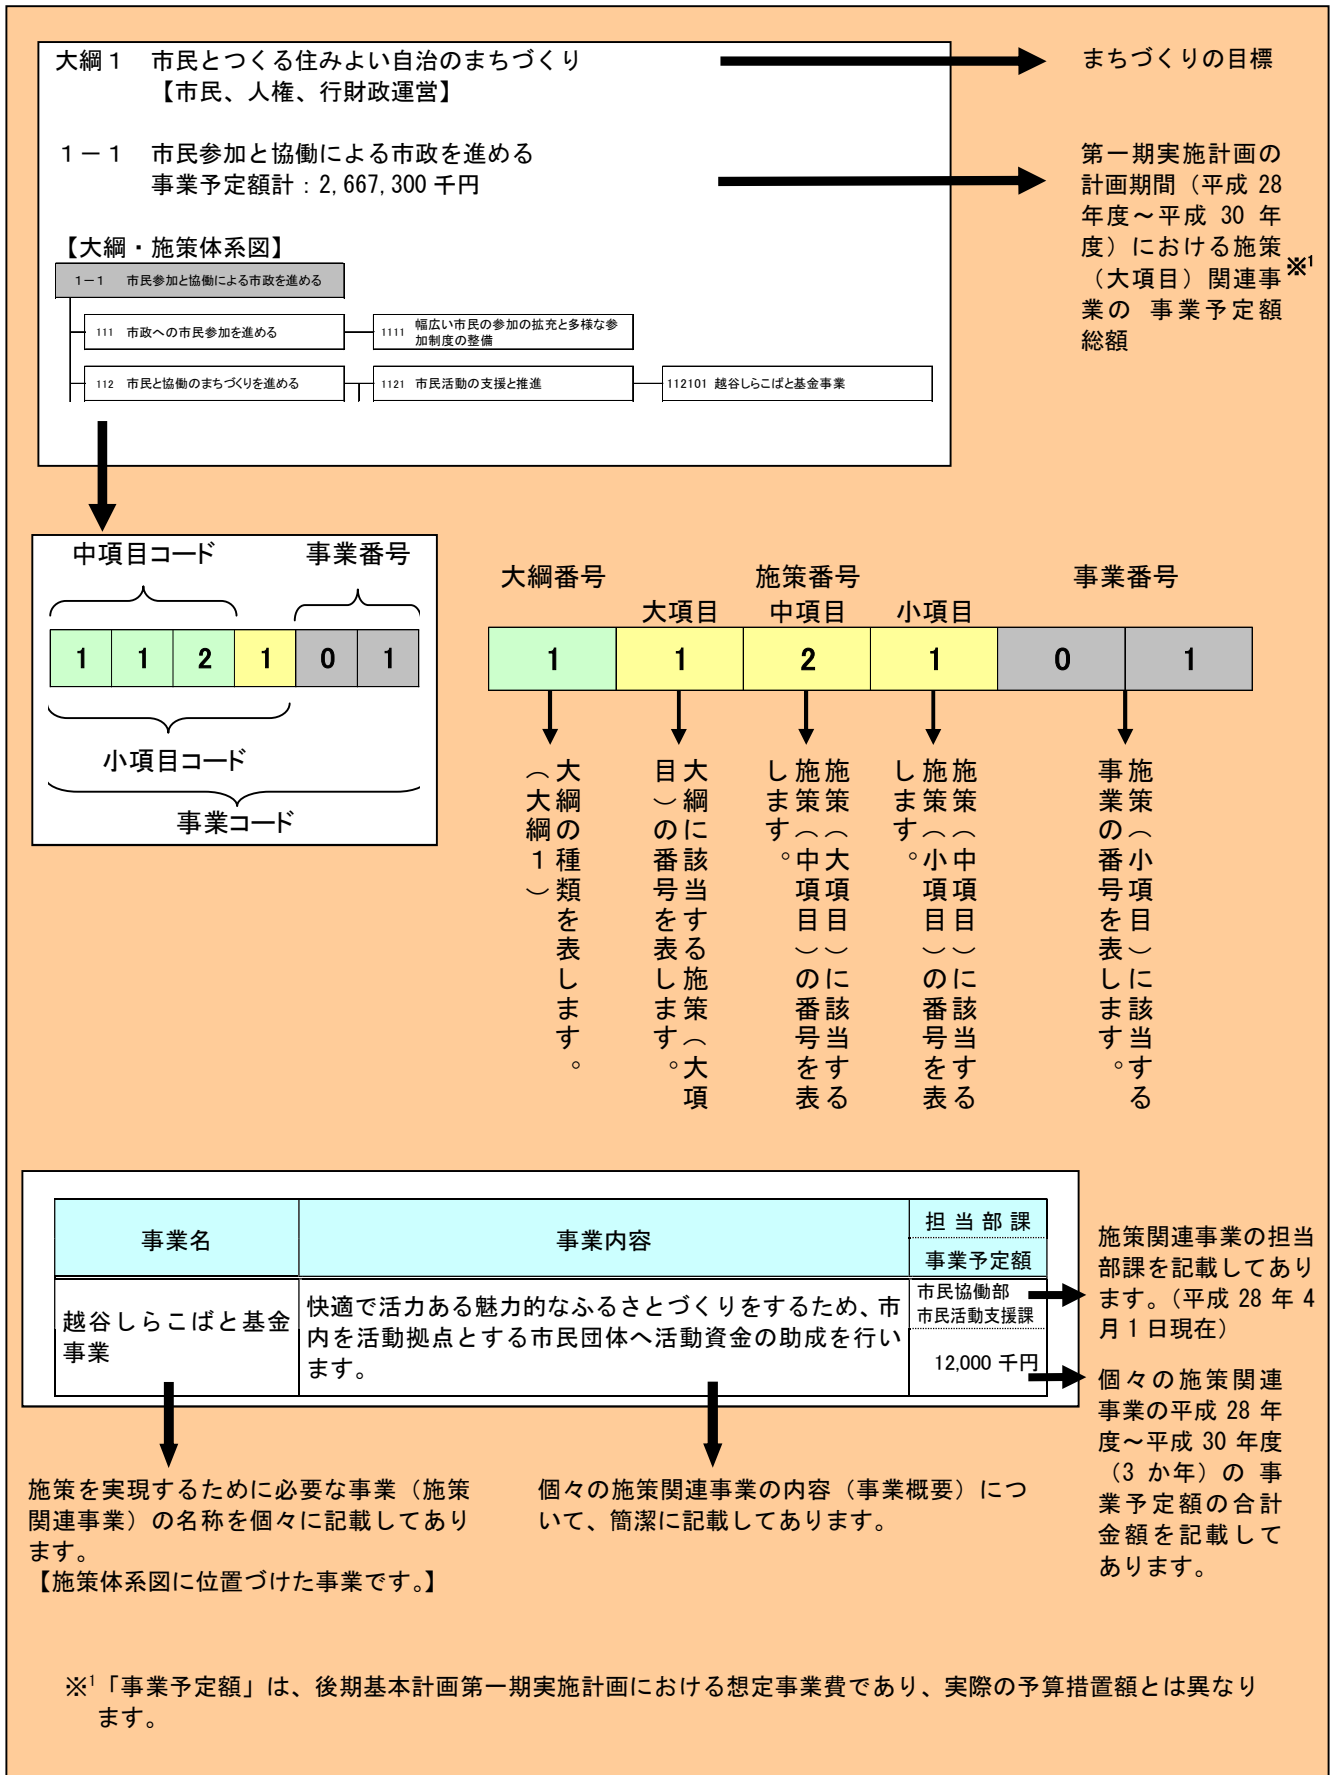 大綱１　市民とつくる住みよい自治のまちづくり
【市民、人権、行財政運営】
まちづくりの目標
１－１　市民参加と協働による市政を進める
事業予定額計：2,667,300 千円
第一期実施計画の
計画期間（平成 28
年度～平成 30 年
度）における施策
（大項目）関連事
業の 事業予定額
総額
※1
【大綱・施策体系図】
1－1　市民参加と協働による市政を進める
111　市政への市民参加を進める
1111　幅広い市民の参加の拡充と多様な参
加制度の整備
112　市民と協働のまちづくりを進める
1121　市民活動の支援と推進
112101 越谷しらこばと基金事業
中項目コード　事業番号
1 1 2 1 0 1
小項目コード
事業コード
大綱番号　施策番号　事業番号
大項目　中項目　小項目
1 1 2 1 0 1
大綱の種類を表します。
（大綱１）
大綱に該当する施策（大項
目）の番号を表します。
施策（大項目）に該当する
施策（中項目）の番号を表
します。
施策（中項目）に該当する
施策（小項目）の番号を表
します。
施策（小項目）に該当する
事業の番号を表します。
事業名　事業内容　担当部課
事業予定額
越谷しらこばと基金
事業
快適で活力ある魅力的なふるさとづくりをするため、市
内を活動拠点とする市民団体へ活動資金の助成を行い
ます。
市民協働部
市民活動支援課
12,000 千円
施策関連事業の担当
部課を記載してあり
ます。（平成 28 年 4
月 1 日現在）
個々の施策関連
事業の平成 28 年
度～平成 30 年度
（3 か年）の 事
業予定額の合計
金額を記載して
あります。
施策を実現するために必要な事業（施策
関連事業）の名称を個々に記載してあり
ます。
【施策体系図に位置づけた事業です。】
個々の施策関連事業の内容（事業概要）につ
いて、簡潔に記載してあります。
※1「事業予定額」は、後期基本計画第一期実施計画における想定事業費であり、実際の予算措置額とは異なり
ます。